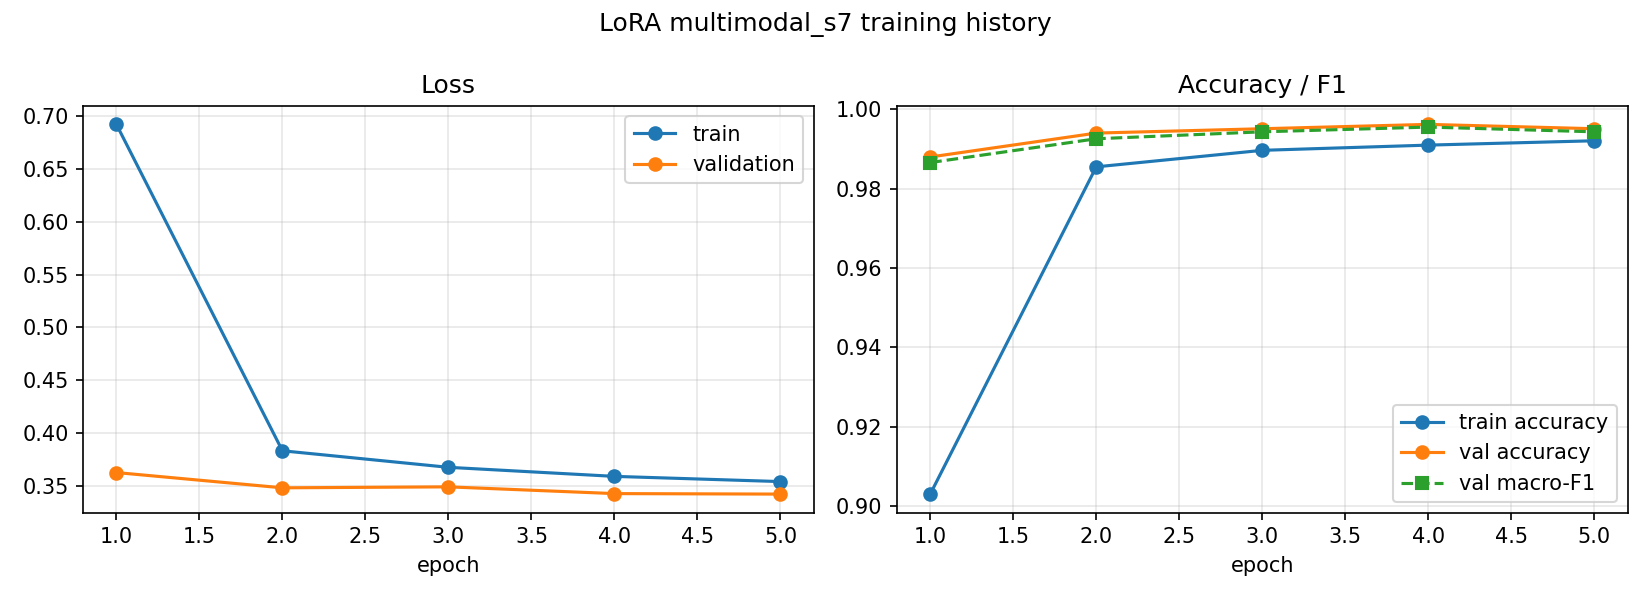 LoRA multimodal_s7 training history
Loss
0.70
0.65
0.60
0.55
0.50
0.45
0.40
0.35
1.0 1.5 2.0 2.5 3.0 3.5 4.0 4.5 5.0
epoch
train
validation
Accuracy / F1
1.00
0.98
0.96
0.94
0.92
0.90
1.0 1.5 2.0 2.5 3.0 3.5 4.0 4.5 5.0
epoch
train accuracy
val accuracy
val macro-F1